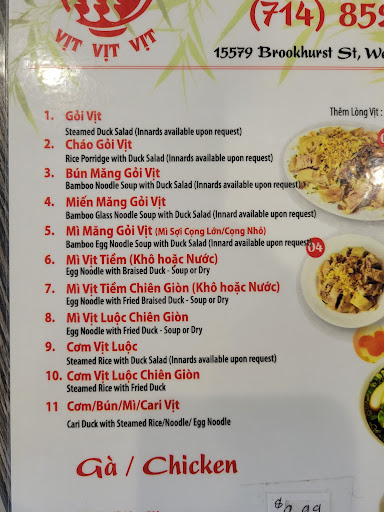 VỊT VỊT VỊT
(714) 859
15579 Brookhurst St, We
Thêm Lòng Vịt :
1. Gỏi Vịt
Steamed Duck Salad (Innards available upon request)
2. Cháo Gỏi Vịt
Rice Porridge with Duck Salad (Innards available upon request)
3. Bún Măng Gỏi Vịt
Bamboo Noodle Soup with Duck Salad (Innards available upon request)
4. Miến Măng Gỏi Vịt
Bamboo Glass Noodle Soup with Duck Salad (Innards available upon request)
5. Mì Măng Gỏi Vịt (Mì Sợi Cọng Lớn/Cọng Nhỏ)
Bamboo Egg Noodle Soup with Duck Salad (Innard available upon request)
04
6. Mì Vịt Tiềm (Khô hoặc Nước)
Egg Noodle with Braised Duck - Soup or Dry
7. Mì Vịt Tiềm Chiên Giòn (Khô hoặc Nước)
Egg Noodle with Fried Braised Duck - Soup or Dry
8. Mì Vịt Luộc Chiên Giòn
Egg Noodle with Fried Duck - Soup or Dry
9. Cơm Vịt Luộc
Steamed Rice with Duck Salad (Innards available upon request)
10. Cơm Vịt Luộc Chiên Giòn
Steamed Rice with Fried Duck
11 Cơm/Bún/Mì/Cari Vịt
Cari Duck with Steamed Rice/Noodle/ Egg Noodle
Gà / Chicken
$